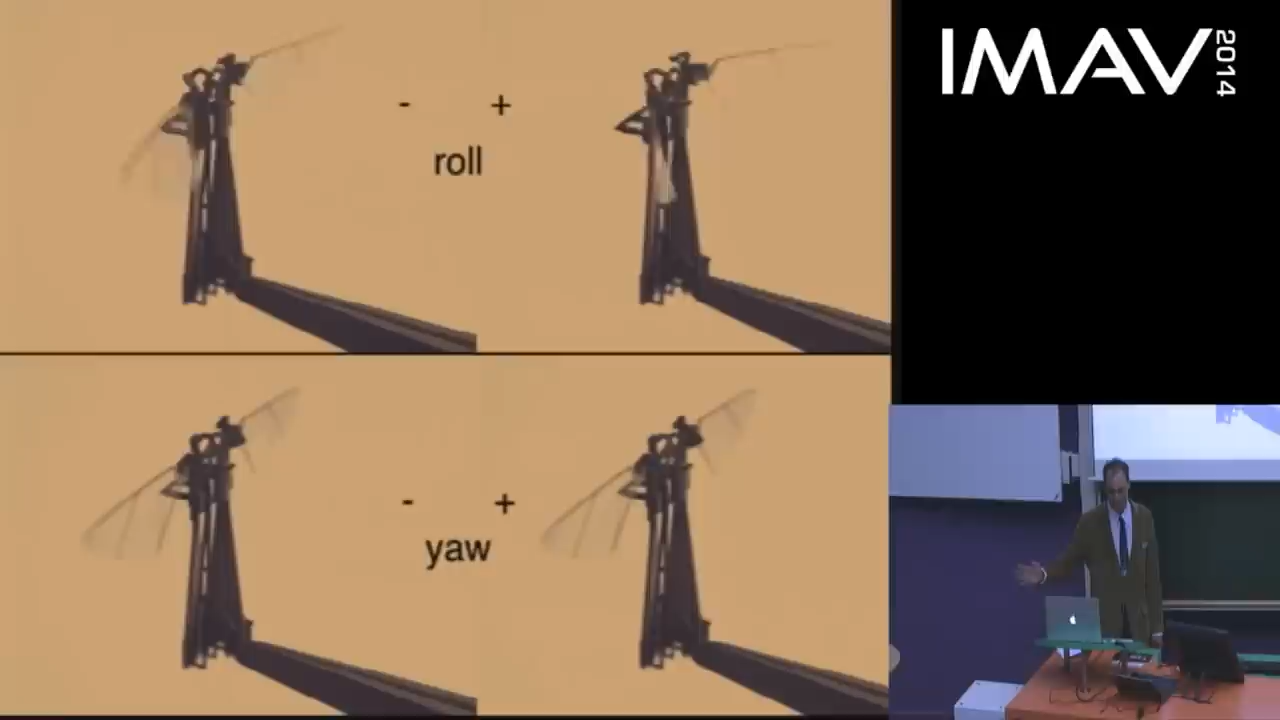 - +
roll
- +
yaw
IMAV 2014